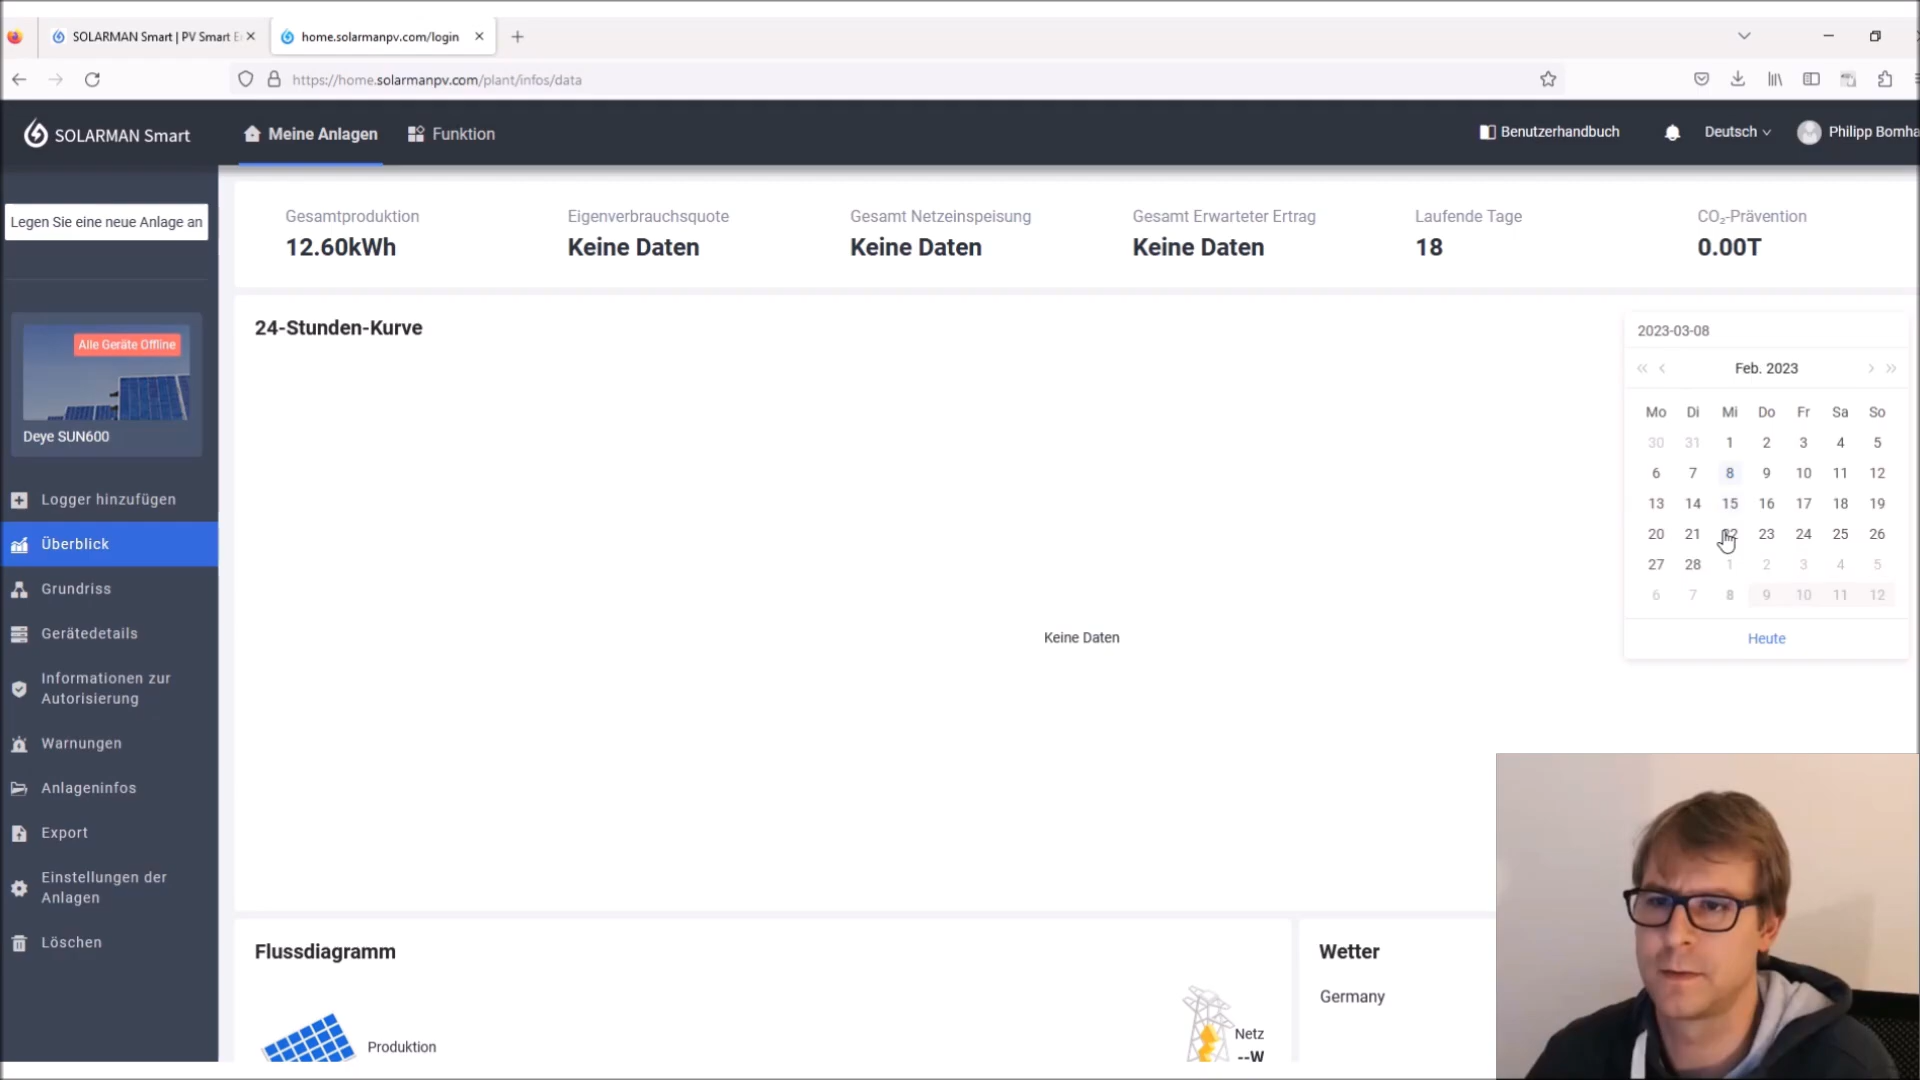 SOLARMAN Smart | PV Smart E
home.solarmanpv.com/login
https://home.solarmanpv.com/plant/infos/data
SOLARMAN Smart
Meine Anlagen
Funktion
Benutzerhandbuch
Deutsch
Philipp Bomha
Legen Sie eine neue Anlage an
Alle Geräte Offline
Deye SUN600
Logger hinzufügen
Überblick
Grundriss
Gerätedetails
Informationen zur
Autorisierung
Warnungen
Anlageninfos
Export
Einstellungen der
Anlagen
Löschen
Gesamtproduktion
12.60kWh
Eigenverbrauchsquote
Keine Daten
Gesamt Netzeinspeisung
Keine Daten
Gesamt Erwarteter Ertrag
Keine Daten
Laufende Tage
18
CO₂-Prävention
0.00T
24-Stunden-Kurve
Keine Daten
2023-03-08
Feb. 2023
Mo Di Mi Do Fr Sa So
30 31 1 2 3 4 5
6 7 8 9 10 11 12
13 14 15 16 17 18 19
20 21 23 24 25 26
27 28 1 2 3 4 5
6 7 8 9 10 11 12
Heute
Flussdiagramm
Produktion
Netz
--W
Wetter
Germany